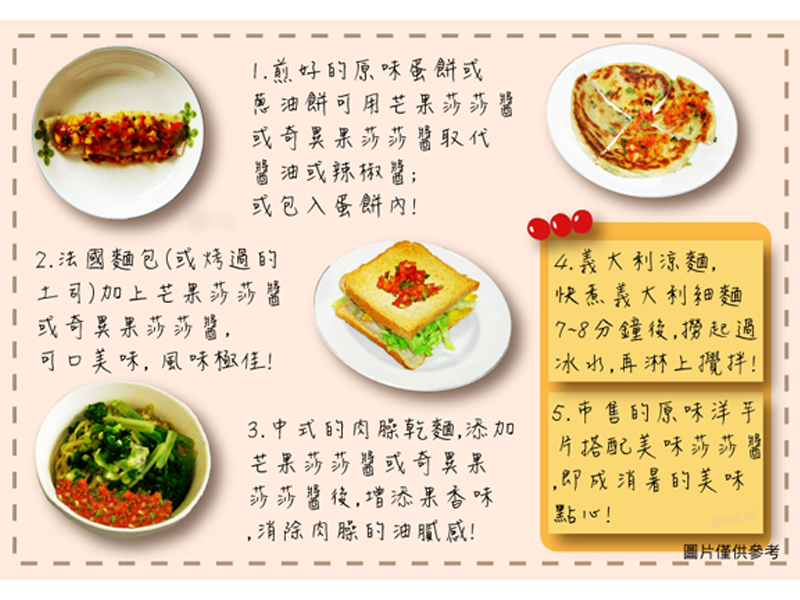 1.煎好的原味蛋餅或
蔥油餅可用芒果莎莎醬
或奇異果莎莎醬取代
醬油或辣椒醬;
或包入蛋餅內!
2.法國麵包(或烤過的
土司)加上芒果莎莎醬
或奇異果莎莎醬,
可口美味,風味極佳!
3.中式的肉臊乾麵,添加
芒果莎莎醬或奇異果
莎莎醬後,增添果香味
,消除肉臊的油膩感!
4.義大利涼麵,
快煮義大利細麵
7~8分鐘後,撈起過
冰水,再淋上攪拌!
5.市售的原味洋芋
片搭配美味莎莎醬
,即成消暑的美味
點心!
圖片僅供參考